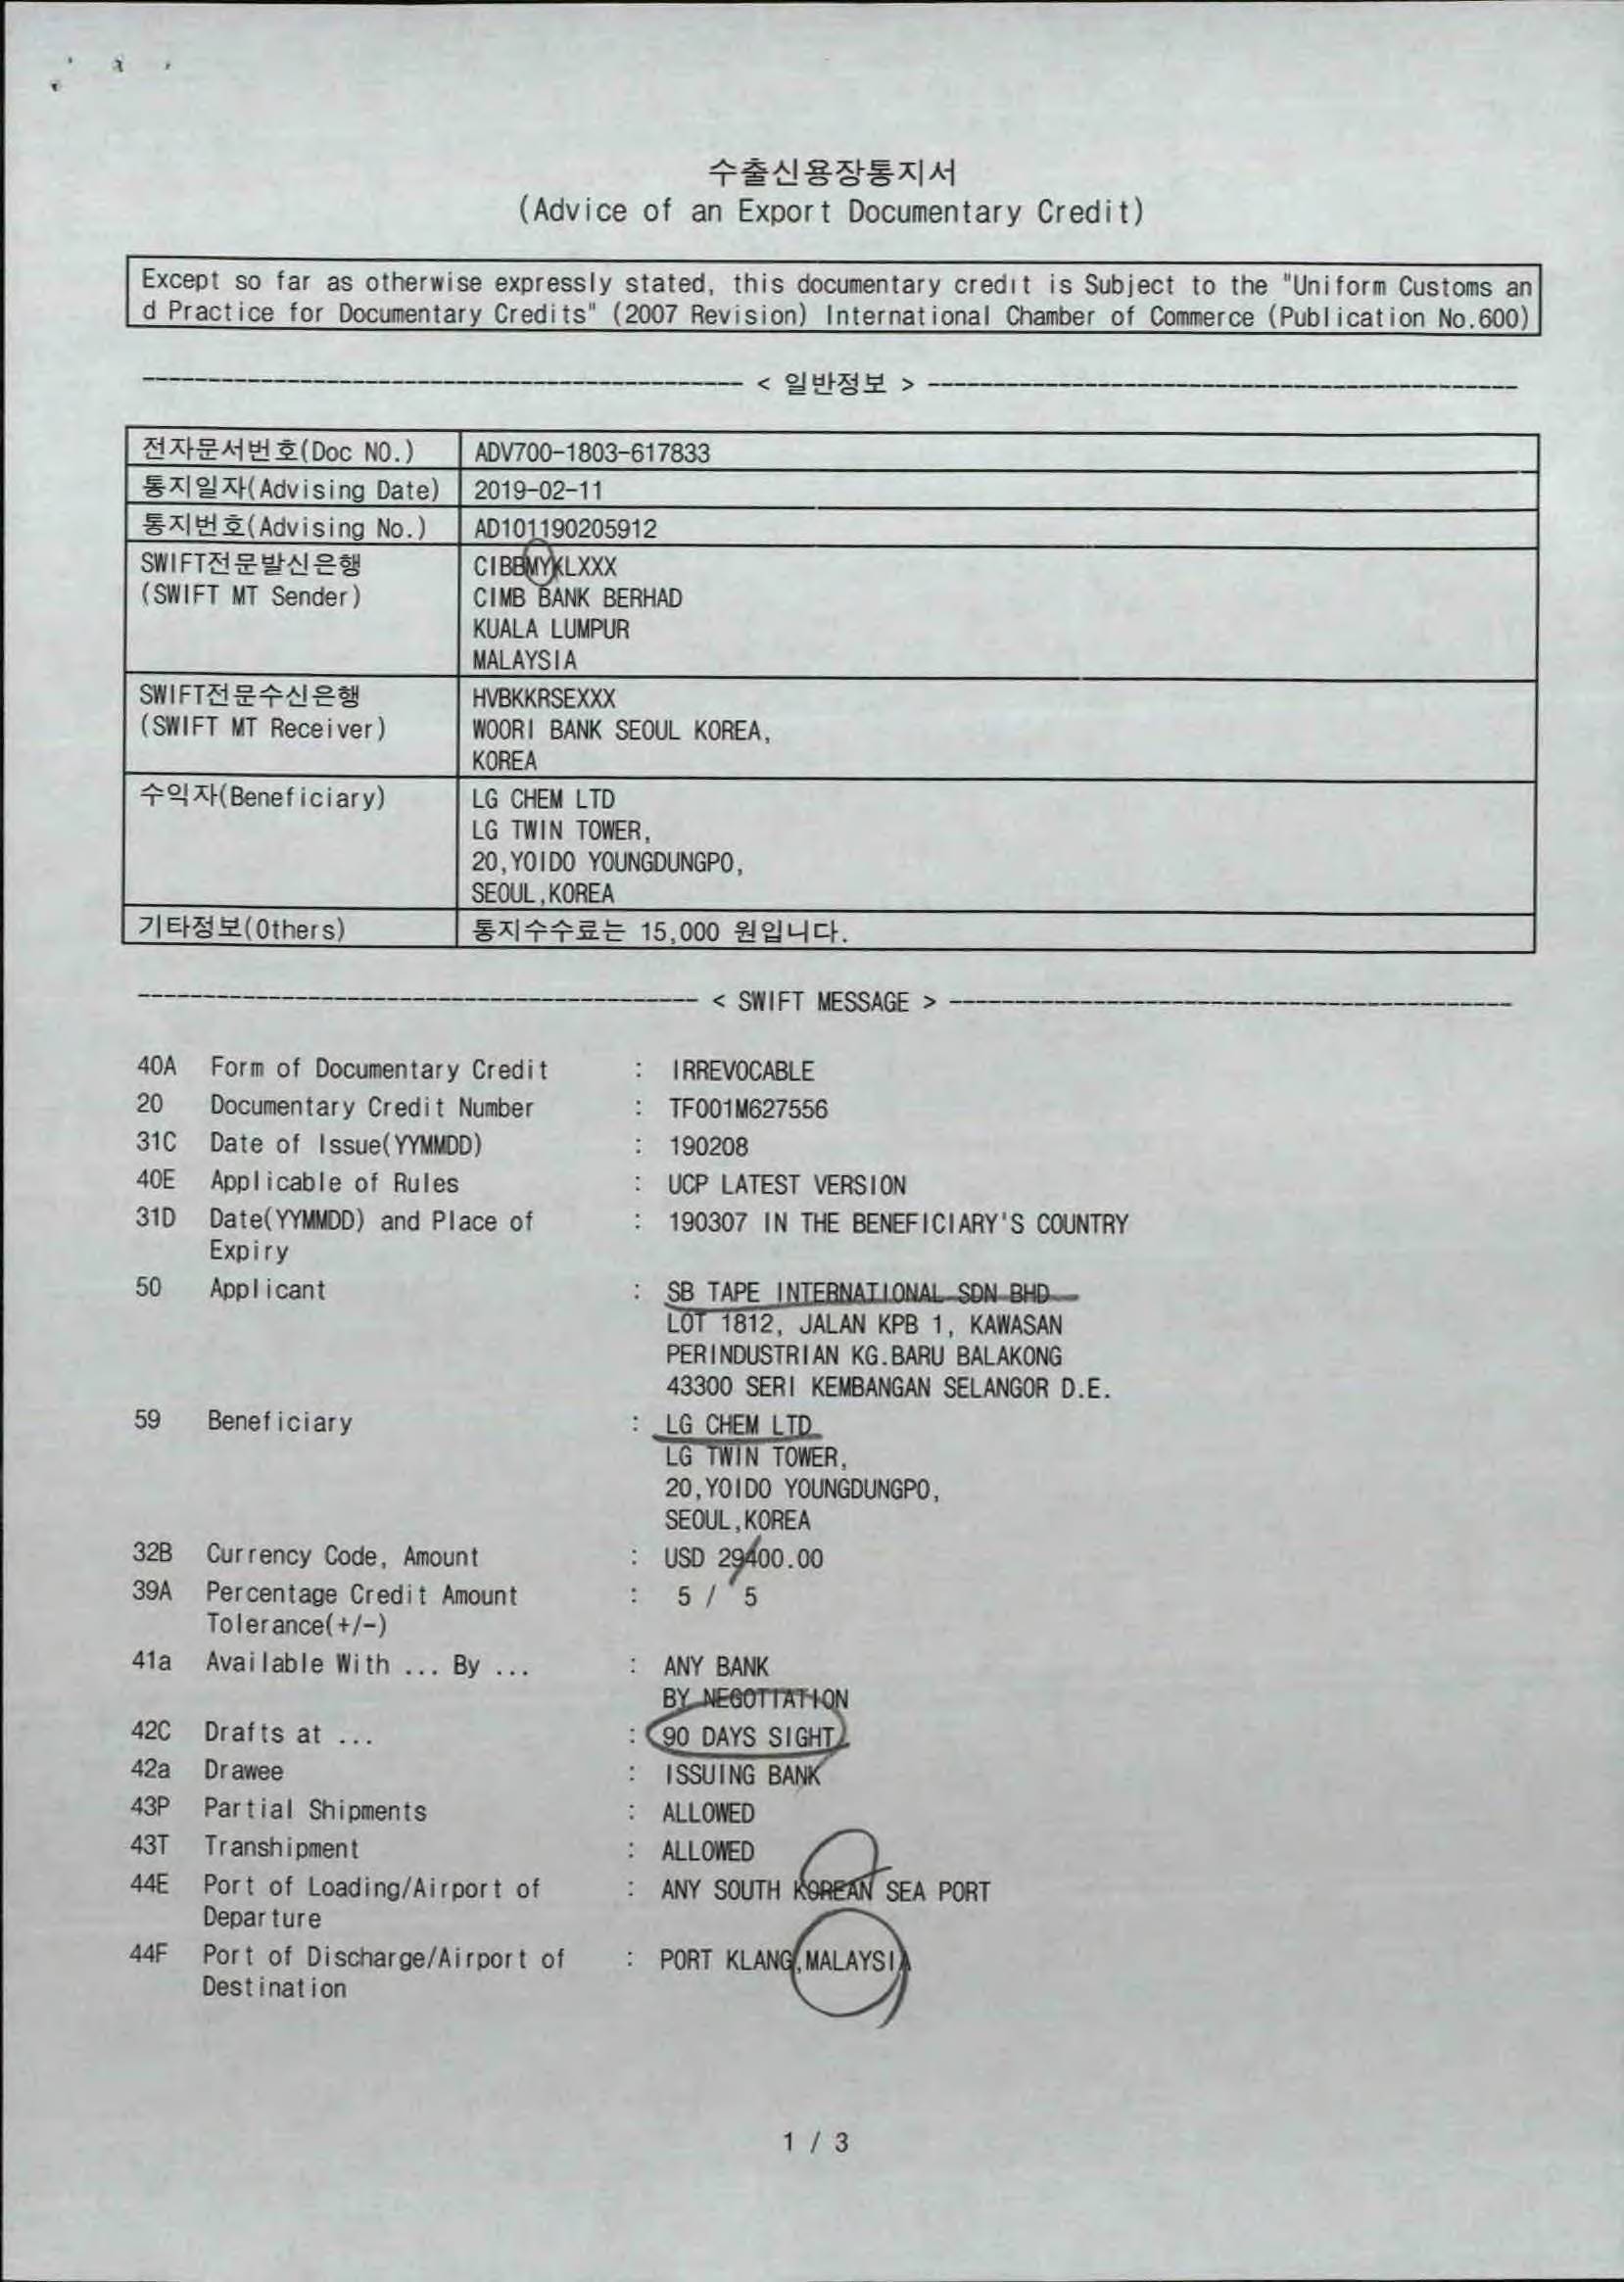 수출신용장통지서
(Advice of an Export Documentary Credit)
Except so far as otherwise expressly stated, this documentary credit is Subject to the "Uniform Customs an
d Practice for Documentary Credits" (2007 Revision) International Chamber of Commerce (Publication No.600)
< 일반정보 >
전자문서번호(Doc NO.) ADV700-1803-617833
통지일자(Advising Date) 2019-02-11
통지번호(Advising No.) AD101190205912
SWIFT전문발신은행 CIBBMYKLXXX
(SWIFT MT Sender) CIMB BANK BERHAD
KUALA LUMPUR
MALAYSIA
SWIFT전문수신은행 HVBKKRSEXXX
(SWIFT MT Receiver) WOORI BANK SEOUL KOREA,
KOREA
수익자(Beneficiary) LG CHEM LTD
LG TWIN TOWER,
20,YOIDO YOUNGDUNGPO,
SEOUL,KOREA
기타정보(Others) 통지수수료는 15,000 원입니다.
< SWIFT MESSAGE >
40A Form of Documentary Credit : IRREVOCABLE
20 Documentary Credit Number : TF001M627556
31C Date of Issue(YYMMDD) : 190208
40E Applicable of Rules : UCP LATEST VERSION
31D Date(YYMMDD) and Place of : 190307 IN THE BENEFICIARY'S COUNTRY
Expiry
50 Applicant : SB TAPE INTERNATIONAL SDN BHD
LOT 1812, JALAN KPB 1, KAWASAN
PERINDUSTRIAN KG.BARU BALAKONG
43300 SERI KEMBANGAN SELANGOR D.E.
59 Beneficiary : LG CHEM LTD
LG TWIN TOWER,
20,YOIDO YOUNGDUNGPO,
SEOUL,KOREA
32B Currency Code, Amount : USD 29400.00
39A Percentage Credit Amount : 5 / 5
Tolerance(+/-)
41a Available With ... By ... : ANY BANK
BY NEGOTIATION
42C Drafts at ... : 90 DAYS SIGHT
42a Drawee : ISSUING BANK
43P Partial Shipments : ALLOWED
43T Transhipment : ALLOWED
44E Port of Loading/Airport of : ANY SOUTH KOREAN SEA PORT
Departure
44F Port of Discharge/Airport of : PORT KLANG,MALAYSIA
Destination
1 / 3